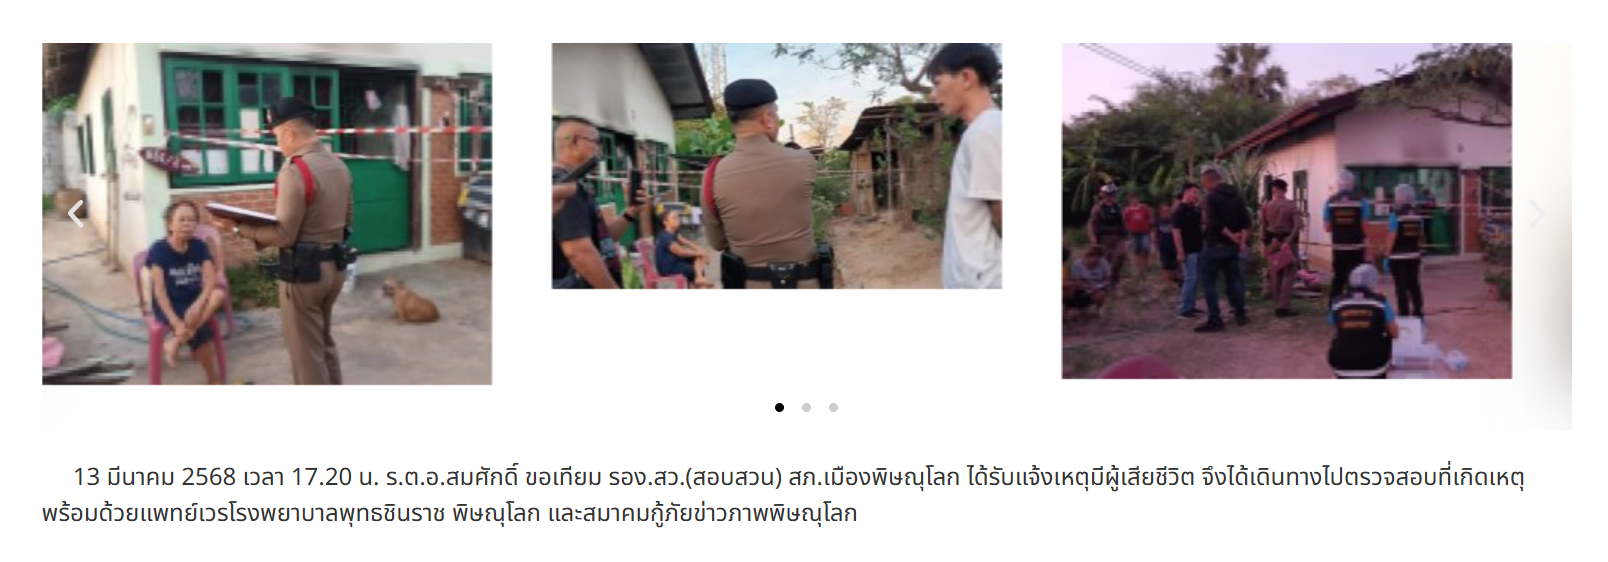 13 มีนาคม 2568 เวลา 17.20 น. ร.ต.อ.สมศักดิ์ ขอเทียม รอง.สว.(สอบสวน) สภ.เมืองพิษณุโลก ได้รับแจ้งเหตุมีผู้เสียชีวิต จึงได้เดินทางไปตรวจสอบที่เกิดเหตุ
พร้อมด้วยแพทย์เวรโรงพยาบาลพุทธชินราช พิษณุโลก และสมาคมกู้ภัยข่าวภาพพิษณุโลก